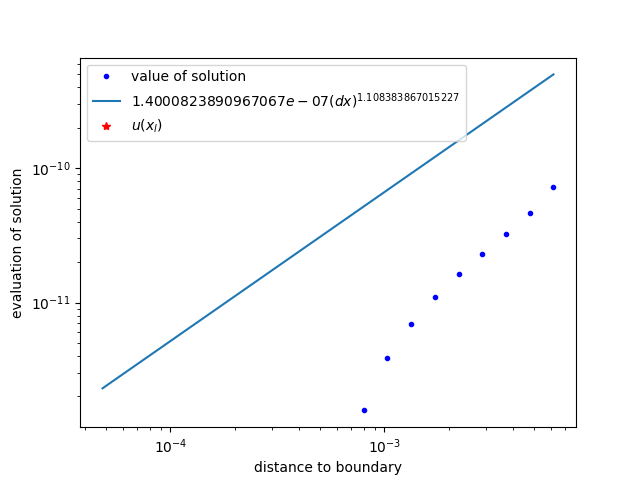 value of solution
1.4000823890967067e − 07(dx)^1.108383867015227
u(x_l)
10^−10
10^−11
evaluation of solution
10^−4
10^−3
distance to boundary